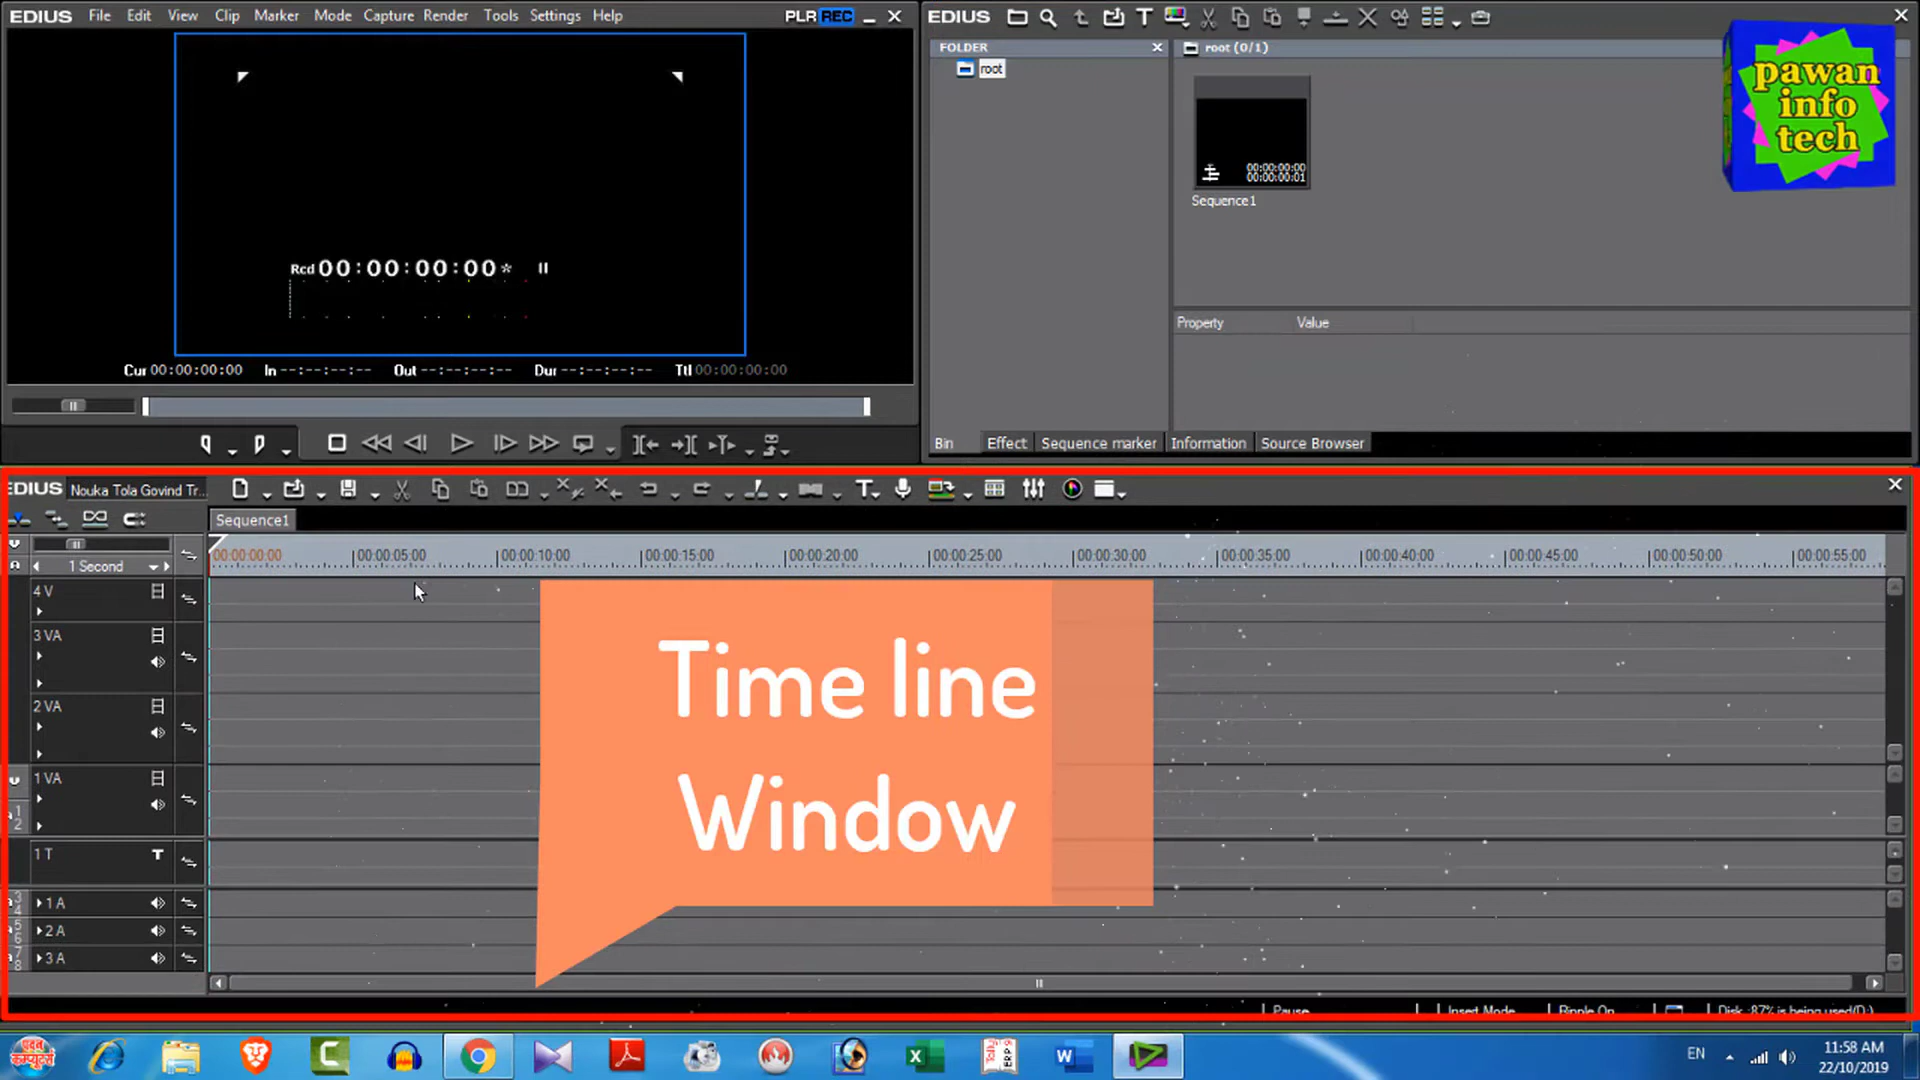 EDIUS File Edit View Clip Marker Mode Capture Render Tools Settings Help PLR REC
EDIUS
FOLDER
root (0/1)
root
pawan
info
tech
00:00:00:00
00:00:00:01
Sequence1
Rcd 00:00:00:00 *
Property Value
Cur 00:00:00:00 In --:--:--:-- Out --:--:--:-- Dur --:--:--:-- Ttl 00:00:00:00
Bin Effect Sequence marker Information Source Browser
EDIUS Nouka Tola Govind Tr...
Sequence1
00:00:00:00 00:00:05:00 00:00:10:00 00:00:15:00 00:00:20:00 00:00:25:00 00:00:30:00 00:00:35:00 00:00:40:00 00:00:45:00 00:00:50:00 00:00:55:00
1 Second
4 V
3 VA
2 VA
1 VA
1 T
1 A
2 A
3 A
Time line
Window
Pause Insert Mode Ripple On Disk :87% is being used(D:)
पवन
कम्प्युटर्स
EN
11:58 AM
22/10/2019